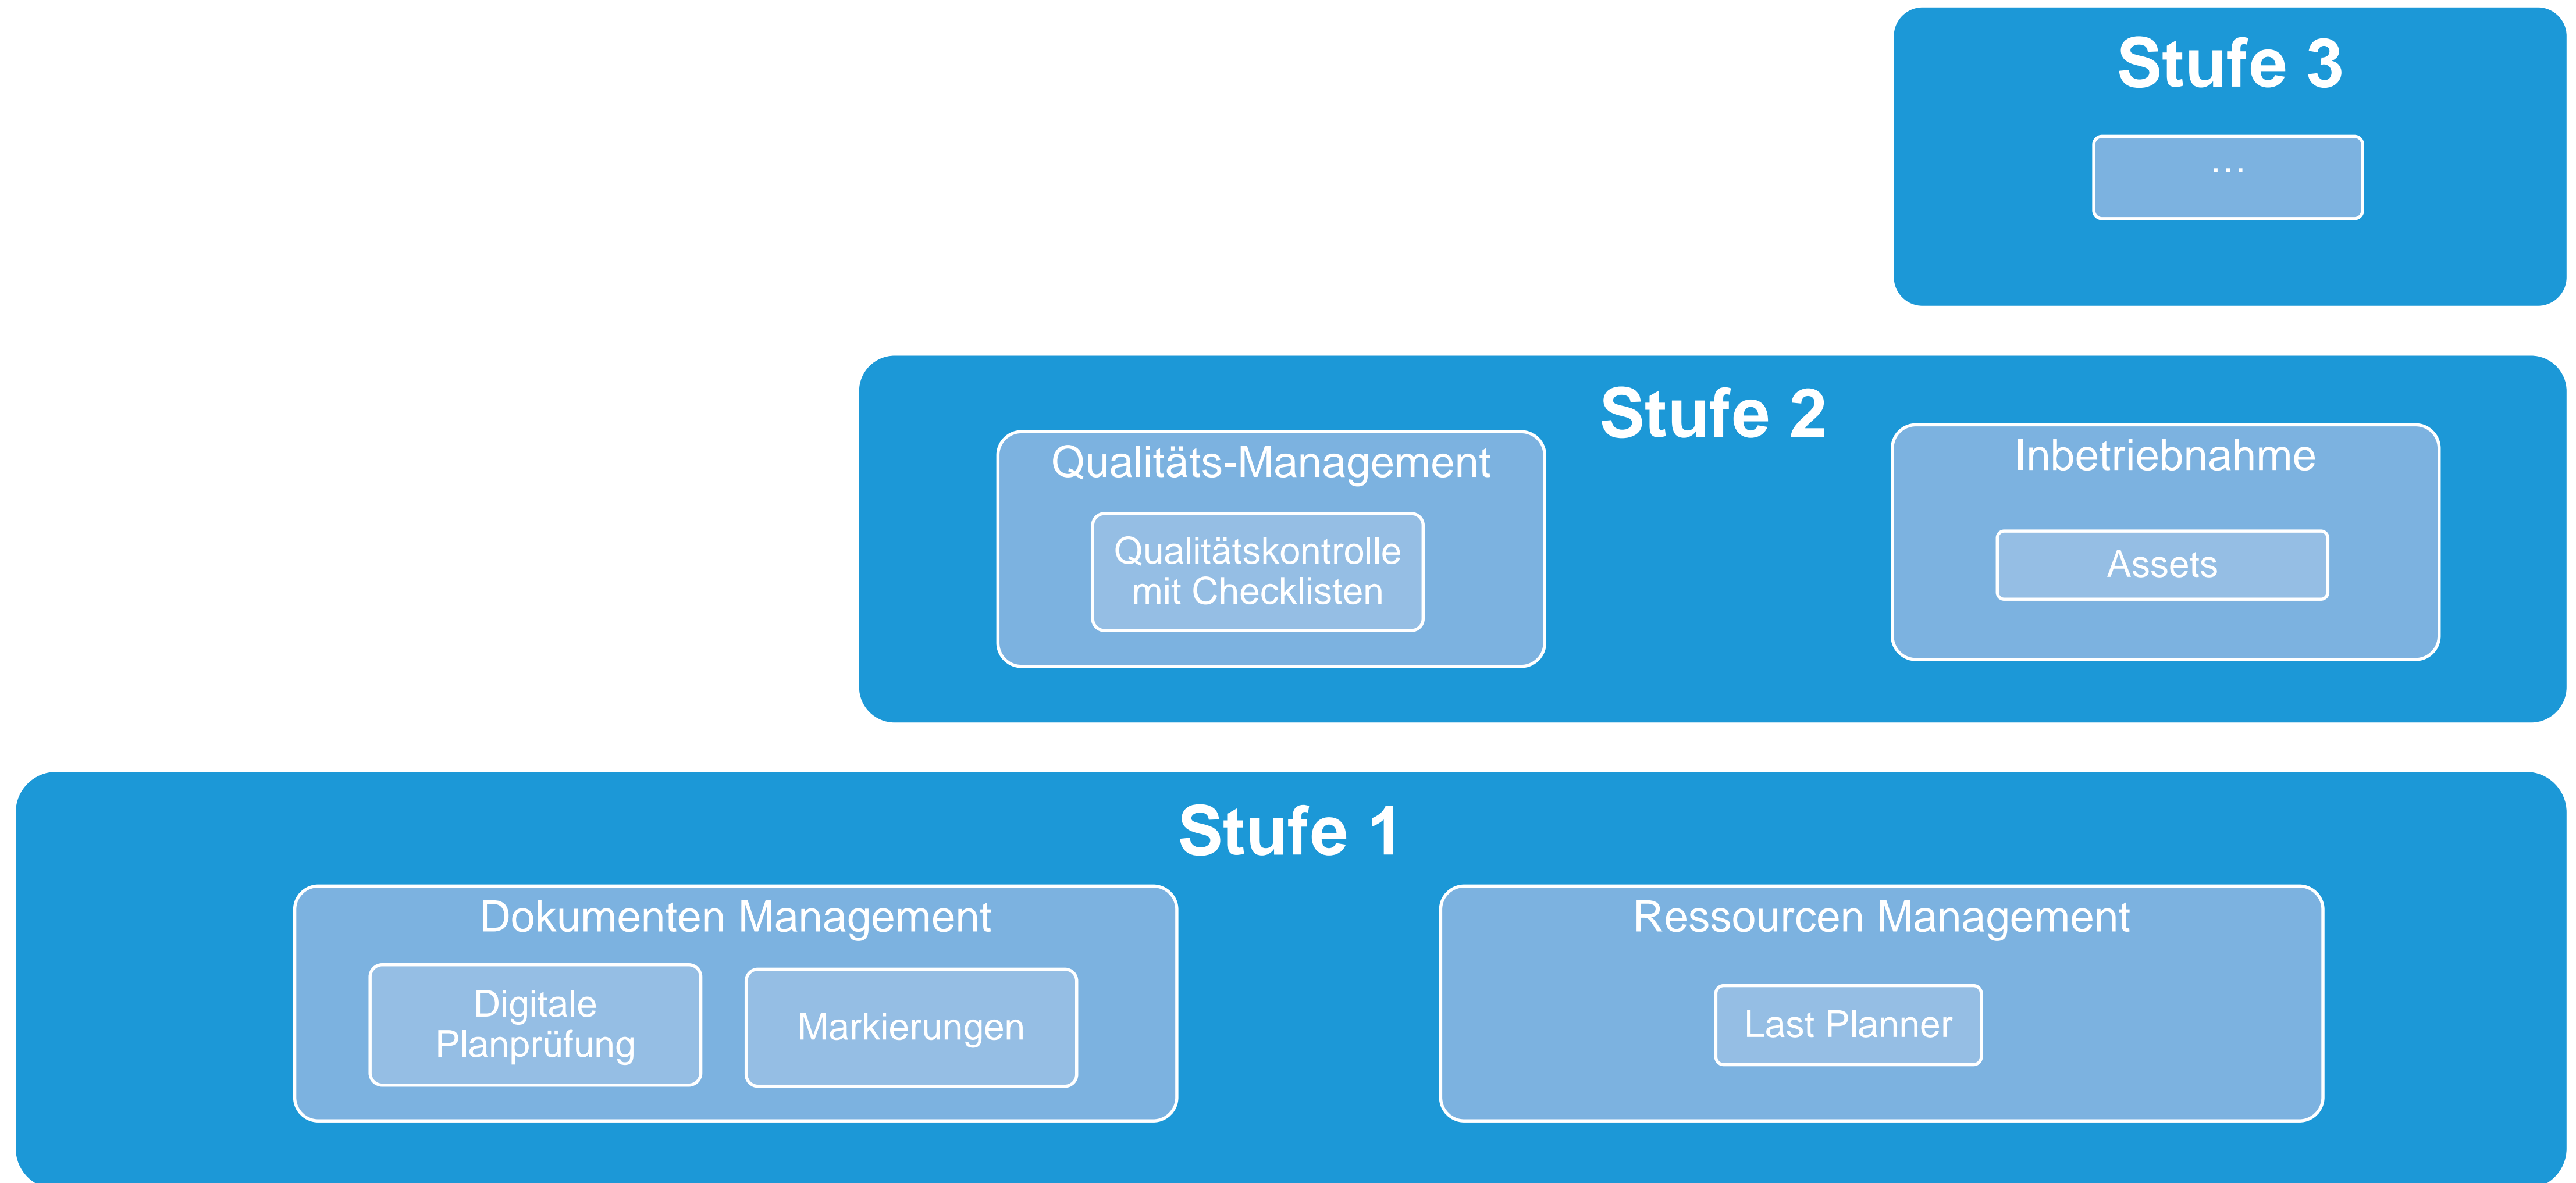 Stufe 3
...
Stufe 2
Qualitäts-Management
Qualitätskontrolle
mit Checklisten
Inbetriebnahme
Assets
Stufe 1
Dokumenten Management
Digitale
Planprüfung
Markierungen
Ressourcen Management
Last Planner